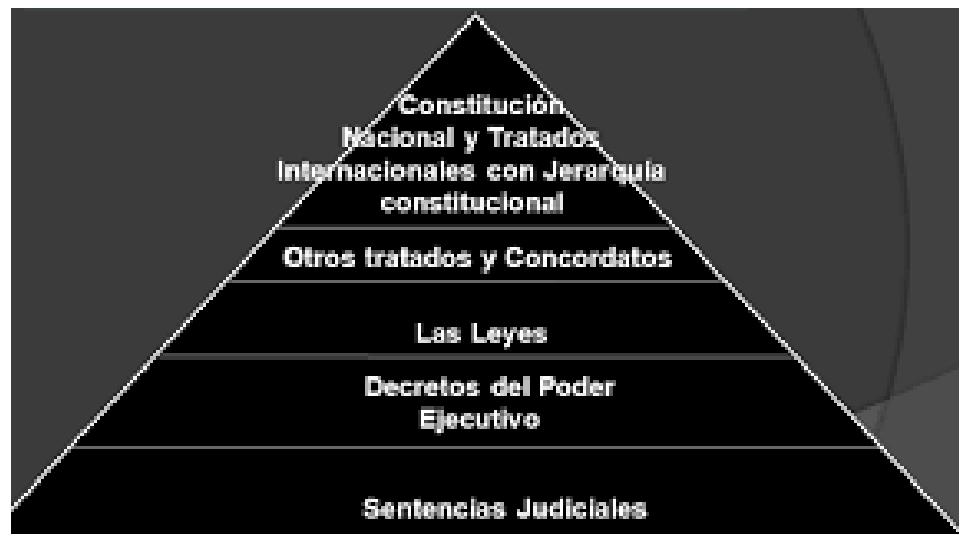 Constitución
Nacional y Tratados
Internacionales con Jerarquía
constitucional
Otros tratados y Concordatos
Las Leyes
Decretos del Poder
Ejecutivo
Sentencias Judiciales